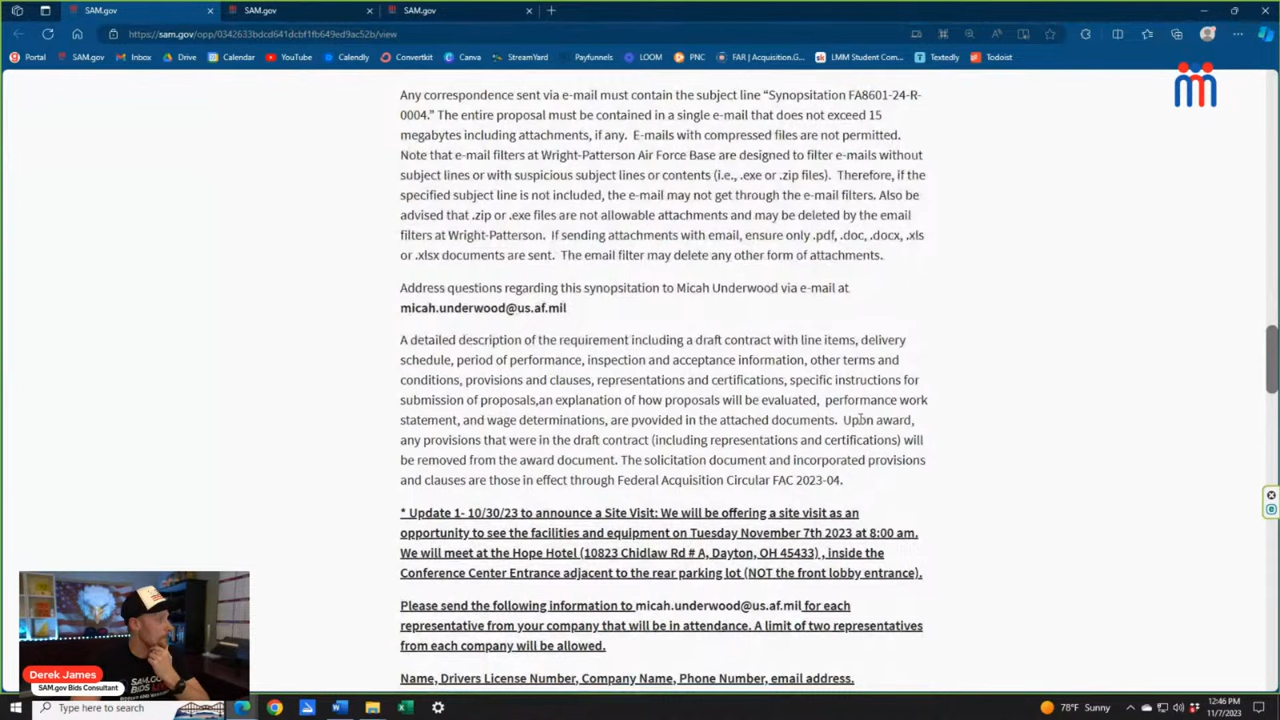 SAM.gov
SAM.gov
SAM.gov
https://sam.gov/opp/0342633bdcd641dcbf1fb649ed9ac52b/view
Portal SAM.gov Inbox Drive Calendar YouTube Calendly Convertkit Canva StreamYard Payfunnels LOOM PNC FAR | Acquisition.G... LMM Student Com... Textedly Todoist
Any correspondence sent via e-mail must contain the subject line “Synopsitation FA8601-24-R-
0004.” The entire proposal must be contained in a single e-mail that does not exceed 15
megabytes including attachments, if any. E-mails with compressed files are not permitted.
Note that e-mail filters at Wright-Patterson Air Force Base are designed to filter e-mails without
subject lines or with suspicious subject lines or contents (i.e., .exe or .zip files). Therefore, if the
specified subject line is not included, the e-mail may not get through the e-mail filters. Also be
advised that .zip or .exe files are not allowable attachments and may be deleted by the email
filters at Wright-Patterson. If sending attachments with email, ensure only .pdf, .doc, .docx, .xls
or .xlsx documents are sent. The email filter may delete any other form of attachments.
Address questions regarding this synopsitation to Micah Underwood via e-mail at
micah.underwood@us.af.mil
A detailed description of the requirement including a draft contract with line items, delivery
schedule, period of performance, inspection and acceptance information, other terms and
conditions, provisions and clauses, representations and certifications, specific instructions for
submission of proposals,an explanation of how proposals will be evaluated, performance work
statement, and wage determinations, are pvovided in the attached documents. Upon award,
any provisions that were in the draft contract (including representations and certifications) will
be removed from the award document. The solicitation document and incorporated provisions
and clauses are those in effect through Federal Acquisition Circular FAC 2023-04.
* Update 1- 10/30/23 to announce a Site Visit: We will be offering a site visit as an
opportunity to see the facilities and equipment on Tuesday November 7th 2023 at 8:00 am.
We will meet at the Hope Hotel (10823 Chidlaw Rd # A, Dayton, OH 45433) , inside the
Conference Center Entrance adjacent to the rear parking lot (NOT the front lobby entrance).
Please send the following information to micah.underwood@us.af.mil for each
representative from your company that will be in attendance. A limit of two representatives
from each company will be allowed.
Name, Drivers License Number, Company Name, Phone Number, email address.
SAM.GOV
BIDS
Derek James
SAM.gov Bids Consultant
Type here to search
78°F Sunny
12:46 PM
11/7/2023